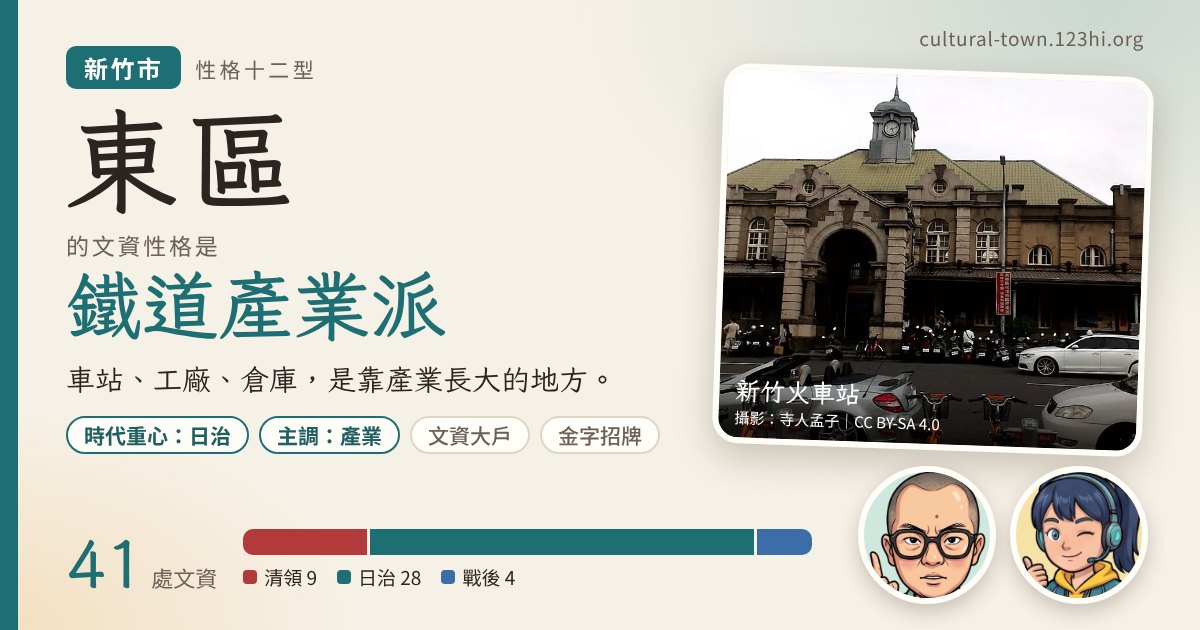 新竹市 性格十二型
cultural-town.123hi.org
東區
的文資性格是
鐵道產業派
車站、工廠、倉庫，是靠產業長大的地方。
時代重心：日治 主調：產業 文資大戶 金字招牌
新竹火車站
攝影：寺人孟子｜CC BY-SA 4.0
41 處文資
清領 9 日治 28 戰後 4